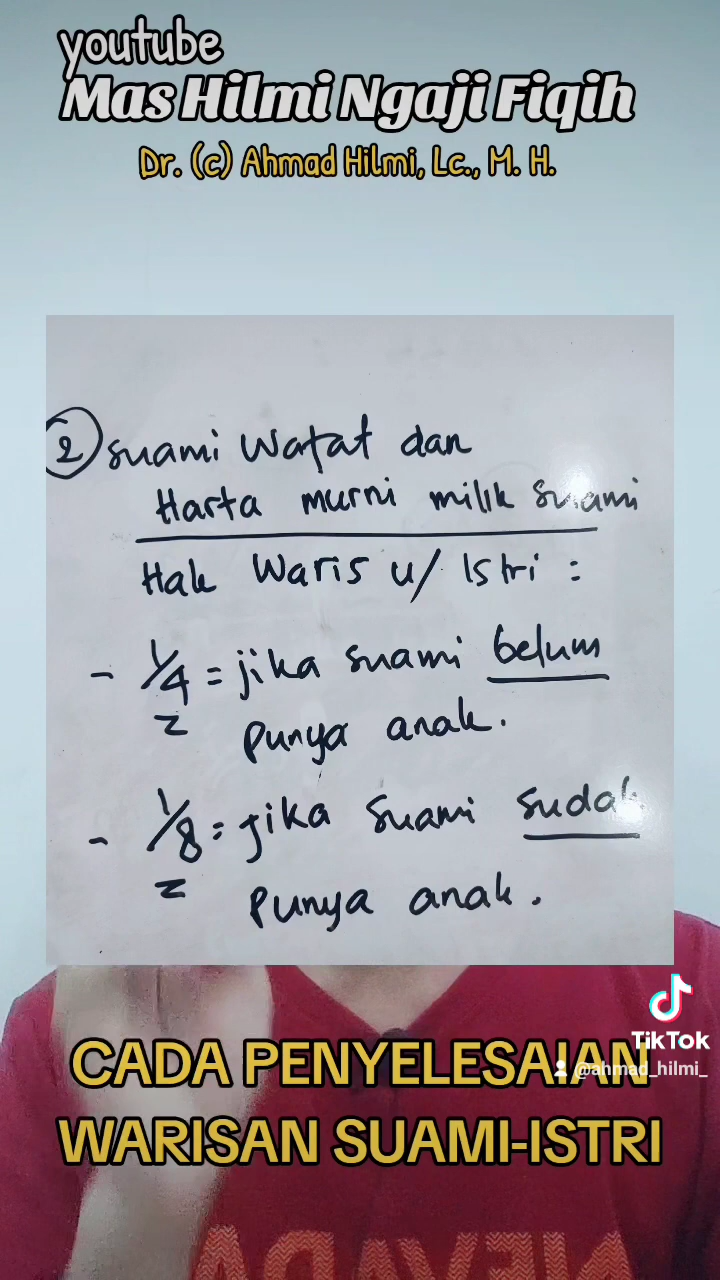 youtube
Mas Hilmi Ngaji Fiqih
Dr. (c) Ahmad Hilmi, Lc., M. H.
2 suami wafat dan
Harta murni milik suami
Hak Waris u/ Istri :
- 1/4 = jika suami belum
punya anak.
- 1/8 = jika suami sudah
punya anak.
TikTok
@ahmad_hilmi_
CADA PENYELESAIAN
WARISAN SUAMI-ISTRI
NEVADA